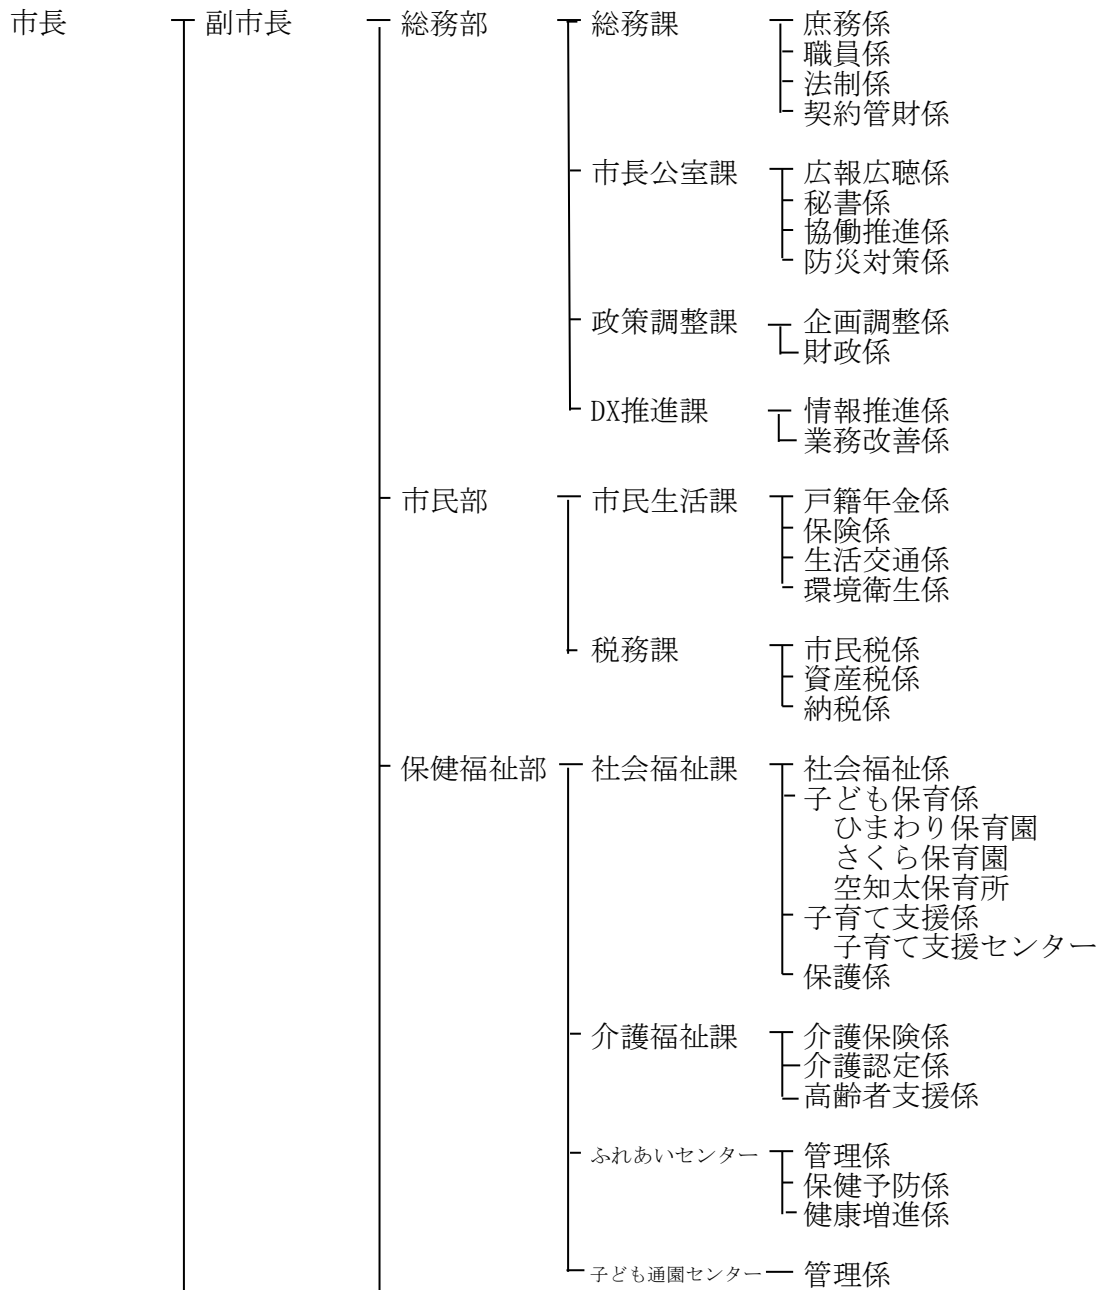 市長 副市長 総務部 総務課 庶務係
職員係
法制係
契約管財係
市長公室課 広報広聴係
秘書係
協働推進係
防災対策係
政策調整課 企画調整係
財政係
DX推進課 情報推進係
業務改善係
市民部 市民生活課 戸籍年金係
保険係
生活交通係
環境衛生係
税務課 市民税係
資産税係
納税係
保健福祉部 社会福祉課 社会福祉係
子ども保育係
ひまわり保育園
さくら保育園
空知太保育所
子育て支援係
子育て支援センター
保護係
介護福祉課 介護保険係
介護認定係
高齢者支援係
ふれあいセンター 管理係
保健予防係
健康増進係
子ども通園センター 管理係